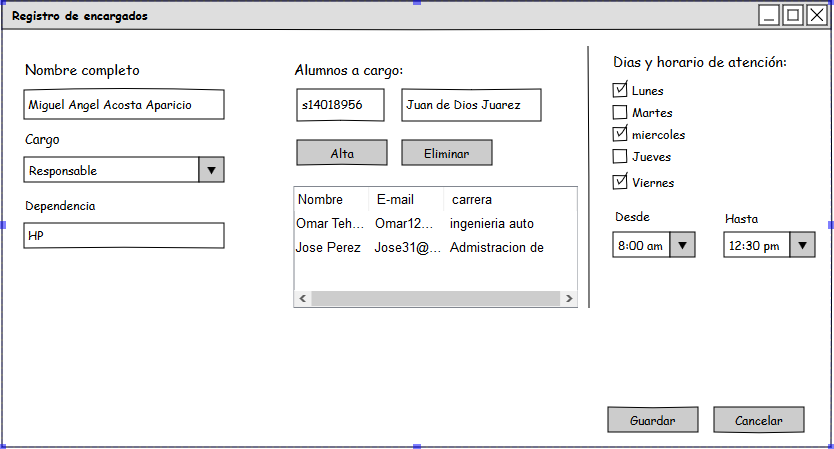 Registro de encargados
Nombre completo
Miguel Angel Acosta Aparicio
Cargo
Responsable
Dependencia
HP
Alumnos a cargo:
s14018956
Juan de Dios Juarez
Alta
Eliminar
Nombre E-mail carrera
Omar Teh... Omar12... ingenieria auto
Jose Perez Jose31@... Admistracion de
Dias y horario de atención:
Lunes
Martes
miercoles
Jueves
Viernes
Desde
8:00 am
Hasta
12:30 pm
Guardar
Cancelar